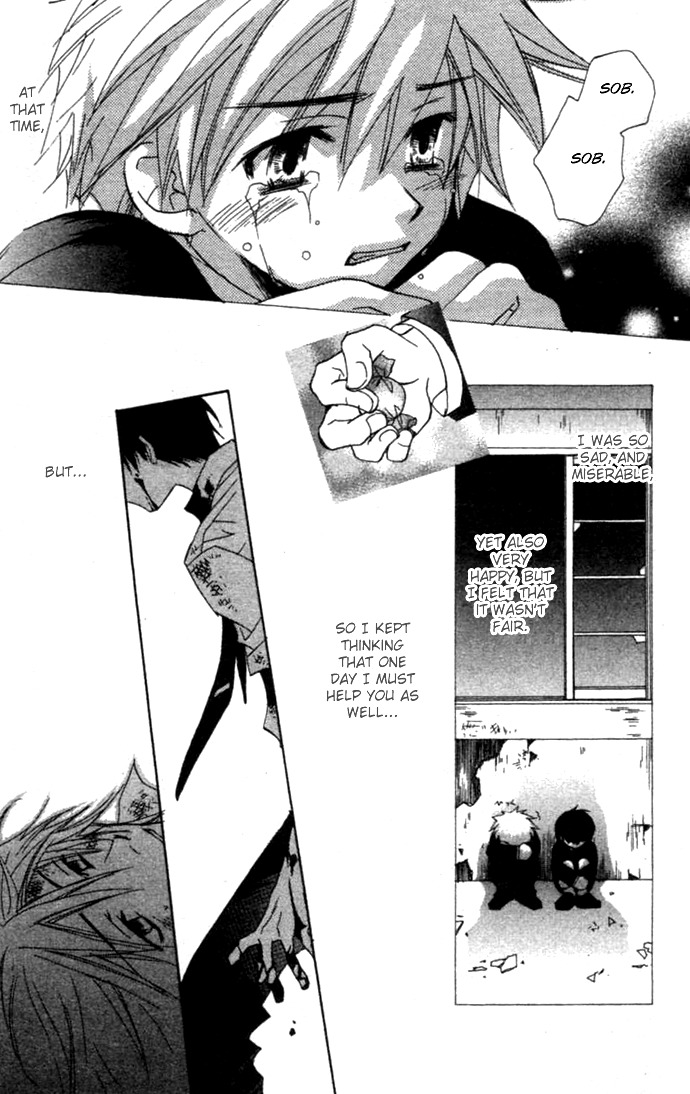 SOB.
SOB.
AT
THAT
TIME,
I WAS SO
SAD, AND
MISERABLE,
YET ALSO
VERY
HAPPY, BUT
I FELT THAT
IT WASN'T
FAIR.
SO I KEPT
THINKING
THAT ONE
DAY I MUST
HELP YOU AS
WELL...
BUT...